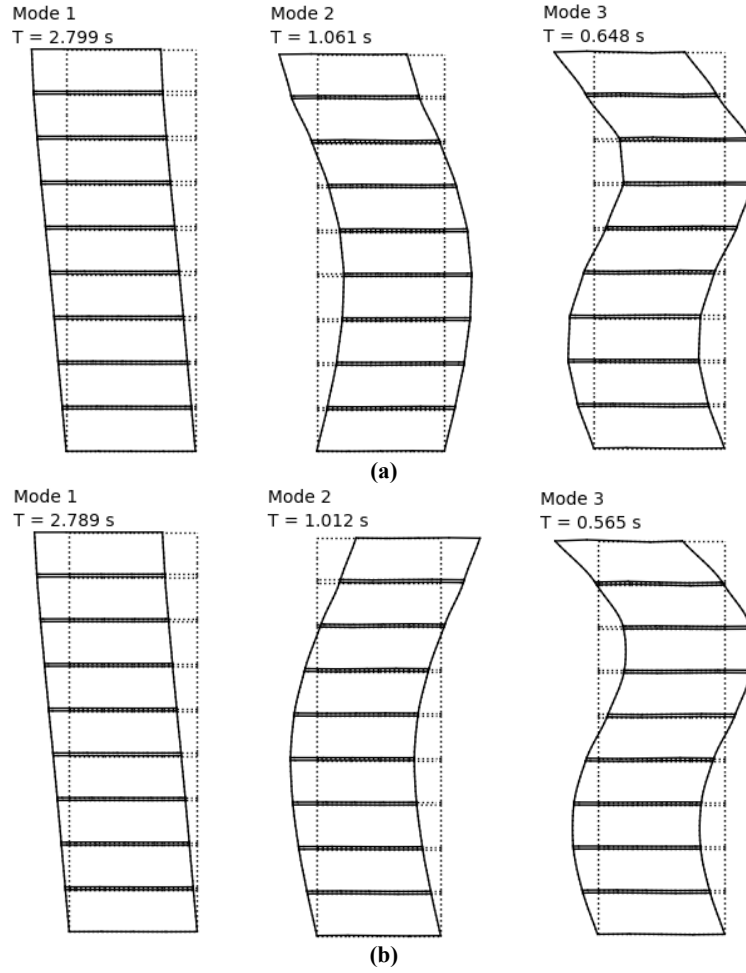 Mode 1
T = 2.799 s
Mode 2
T = 1.061 s
Mode 3
T = 0.648 s
(a)
Mode 1
T = 2.789 s
Mode 2
T = 1.012 s
Mode 3
T = 0.565 s
(b)